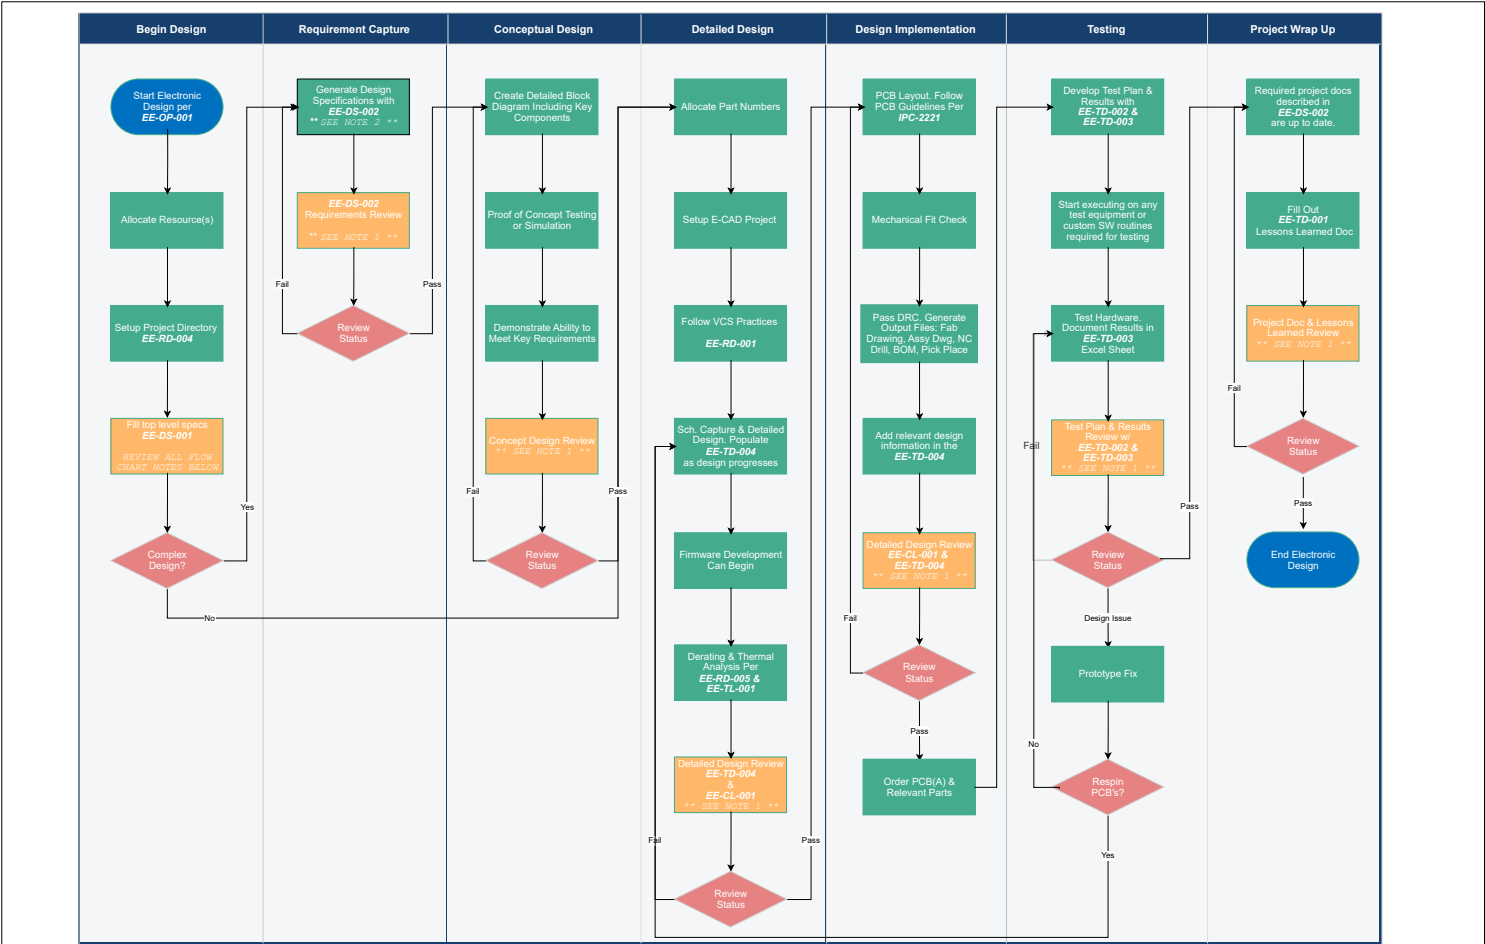 Begin Design
Requirement Capture
Conceptual Design
Detailed Design
Design Implementation
Testing
Project Wrap Up
Start Electronic
Design per
EE-OP-001
Allocate Resource(s)
Setup Project Directory
EE-RD-004
Fill top level specs
EE-DS-001
REVIEW ALL FLOW
CHART NOTES BELOW
Complex
Design?
Yes
No
Generate Design
Specifications with
EE-DS-002
** SEE NOTE 2 **
EE-DS-002
Requirements Review
** SEE NOTE 1 **
Review
Status
Fail
Pass
Create Detailed Block
Diagram Including Key
Components
Proof of Concept Testing
or Simulation
Demonstrate Ability to
Meet Key Requirements
Concept Design Review
** SEE NOTE 1 **
Review
Status
Fail
Pass
Allocate Part Numbers
Setup E-CAD Project
Follow VCS Practices
EE-RD-001
Sch. Capture & Detailed
Design. Populate
EE-TD-004
as design progresses
Firmware Development
Can Begin
Derating & Thermal
Analysis Per
EE-RD-005 &
EE-TL-001
Detailed Design Review
EE-TD-004
&
EE-CL-001
** SEE NOTE 1 **
Review
Status
Fail
Pass
PCB Layout. Follow
PCB Guidelines Per
IPC-2221
Mechanical Fit Check
Pass DRC. Generate
Output Files: Fab
Drawing, Assy Dwg, NC
Drill, BOM, Pick Place
Add relevant design
information in the
EE-TD-004
Detailed Design Review
EE-CL-001 &
EE-TD-004
** SEE NOTE 1 **
Review
Status
Fail
Pass
Order PCB(A) &
Relevant Parts
Develop Test Plan &
Results with
EE-TD-002 &
EE-TD-003
Start executing on any
test equipment or
custom SW routines
required for testing
Test Hardware.
Document Results in
EE-TD-003
Excel Sheet
Test Plan & Results
Review w/
EE-TD-002 &
EE-TD-003
** SEE NOTE 1 **
Review
Status
Fail
Pass
Design Issue
Prototype Fix
Respin
PCB's?
No
Yes
Required project docs
described in
EE-DS-002
are up to date.
Fill Out
EE-TD-001
Lessons Learned Doc
Project Doc & Lessons
Learned Review
** SEE NOTE 1 **
Review
Status
Fail
Pass
End Electronic
Design